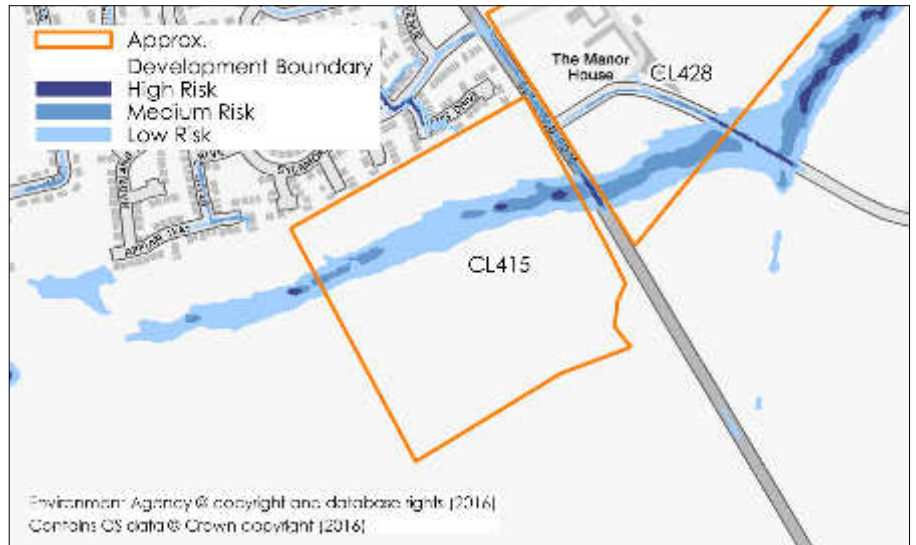 Approx.
Development Boundary
High Risk
Medium Risk
Low Risk
The Manor
House
CL428
CL415
Environment Agency © copyright and database rights (2016)
Contains OS data © Crown copyright (2016)